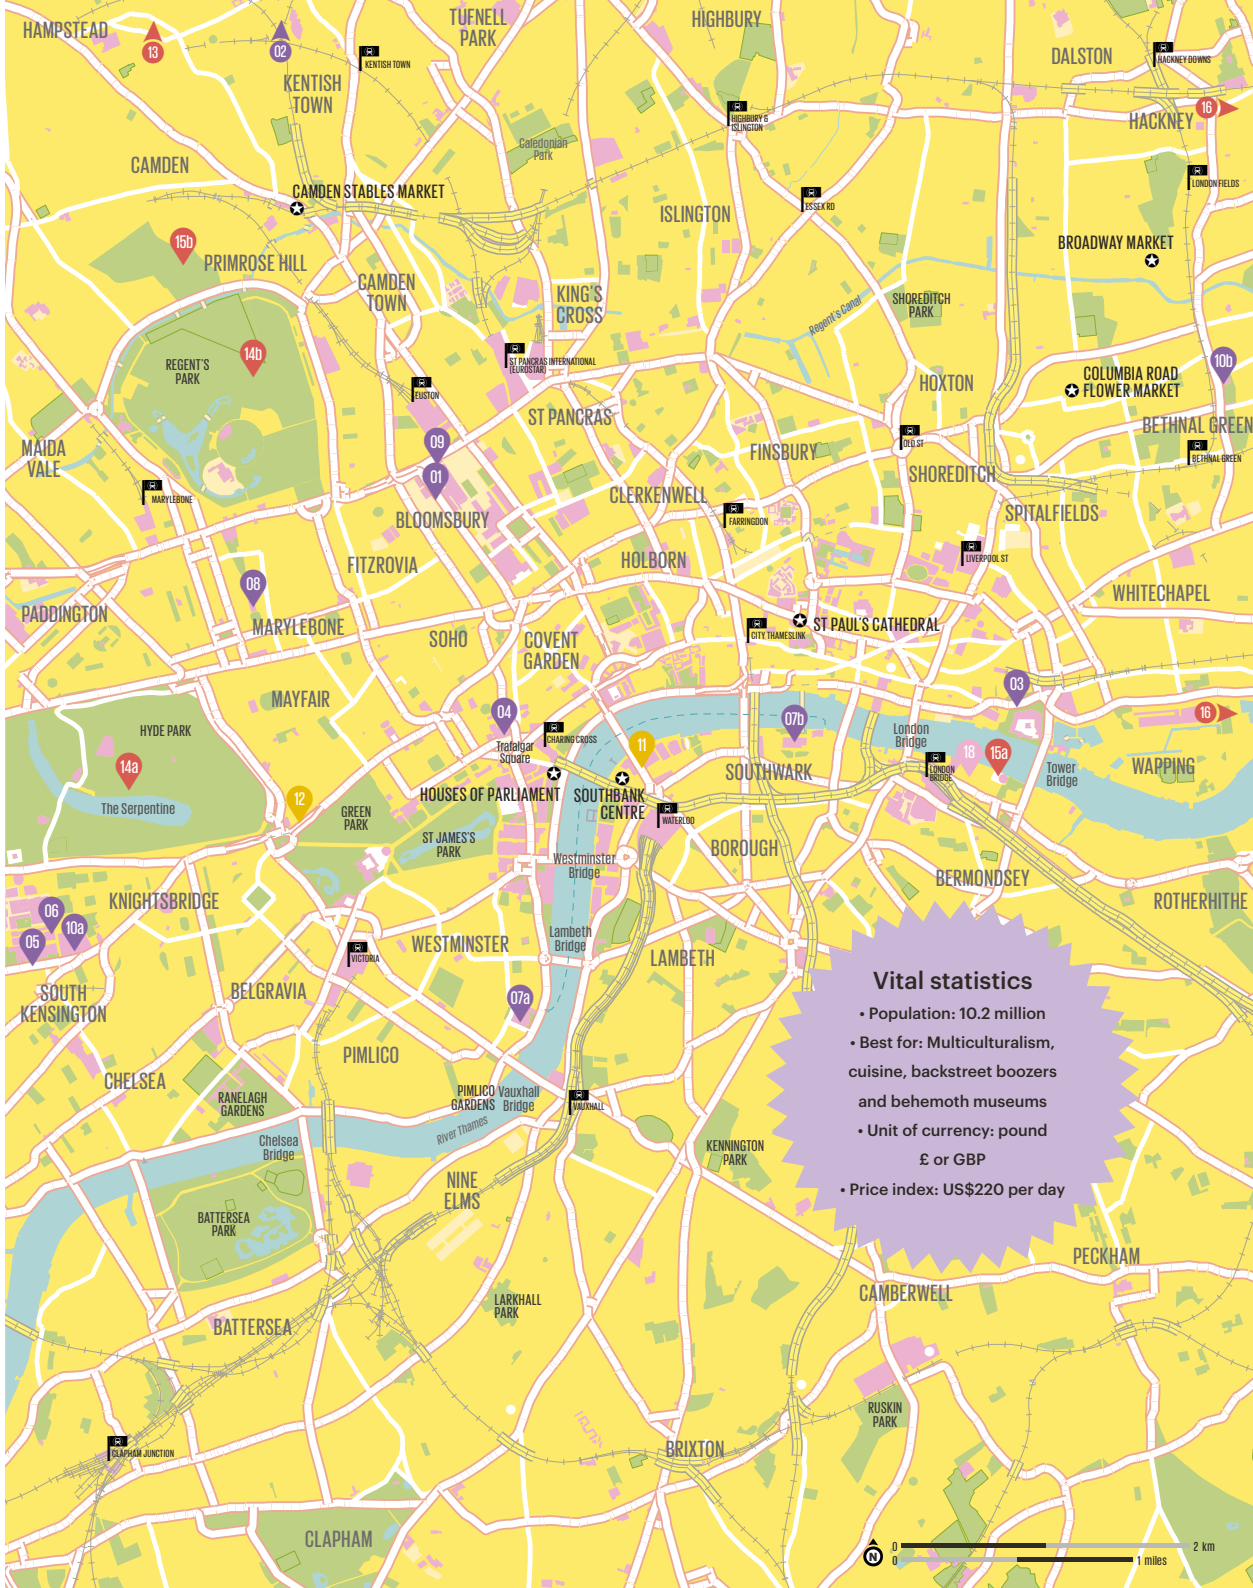 HAMPSTEAD
13
02
TUFNELL
PARK
HIGHBURY
DALSTON
HACKNEY DOWNS
KENTISH TOWN
KENTISH
TOWN
16
HACKNEY
HIGHBURY &
ISLINGTON
Caledonian
Park
CAMDEN
LONDON FIELDS
CAMDEN STABLES MARKET
ESSEX RD
ISLINGTON
BROADWAY MARKET
15b
PRIMROSE HILL
CAMDEN
TOWN
KING'S
CROSS
Regent's Canal
SHOREDITCH
PARK
14b
REGENT'S
PARK
ST PANCRAS INTERNATIONAL
(EUROSTAR)
10b
COLUMBIA ROAD
FLOWER MARKET
EUSTON
HOXTON
ST PANCRAS
BETHNAL GREEN
MAIDA
VALE
09
OLD ST
FINSBURY
BETHNAL GREEN
01
SHOREDITCH
MARYLEBONE
CLERKENWELL
BLOOMSBURY
FARRINGDON
SPITALFIELDS
LIVERPOOL ST
FITZROVIA
HOLBORN
08
WHITECHAPEL
PADDINGTON
MARYLEBONE
SOHO
COVENT
GARDEN
CITY THAMESLINK
ST PAUL'S CATHEDRAL
MAYFAIR
03
04
07b
16
HYDE PARK
Trafalgar
Square
CHARING CROSS
11
London
Bridge
18
15a
14a
The Serpentine
SOUTHWARK
LONDON
BRIDGE
Tower
Bridge
WAPPING
12
GREEN
PARK
HOUSES OF PARLIAMENT
SOUTHBANK
CENTRE
WATERLOO
ST JAMES'S
PARK
Westminster
Bridge
BOROUGH
BERMONDSEY
ROTHERHITHE
KNIGHTSBRIDGE
06
10a
05
VICTORIA
WESTMINSTER
Lambeth
Bridge
LAMBETH
SOUTH
KENSINGTON
BELGRAVIA
07a
PIMLICO
CHELSEA
RANELAGH
GARDENS
PIMLICO
GARDENS
Vauxhall
Bridge
VAUXHALL
River Thames
Chelsea
Bridge
KENNINGTON
PARK
NINE
ELMS
BATTERSEA
PARK
Vital statistics
• Population: 10.2 million
• Best for: Multiculturalism,
cuisine, backstreet boozers
and behemoth museums
• Unit of currency: pound
£ or GBP
• Price index: US$220 per day
PECKHAM
CAMBERWELL
LARKHALL
PARK
BATTERSEA
RUSKIN
PARK
CLAPHAM JUNCTION
BRIXTON
CLAPHAM
N
0
2 km
0
1 miles